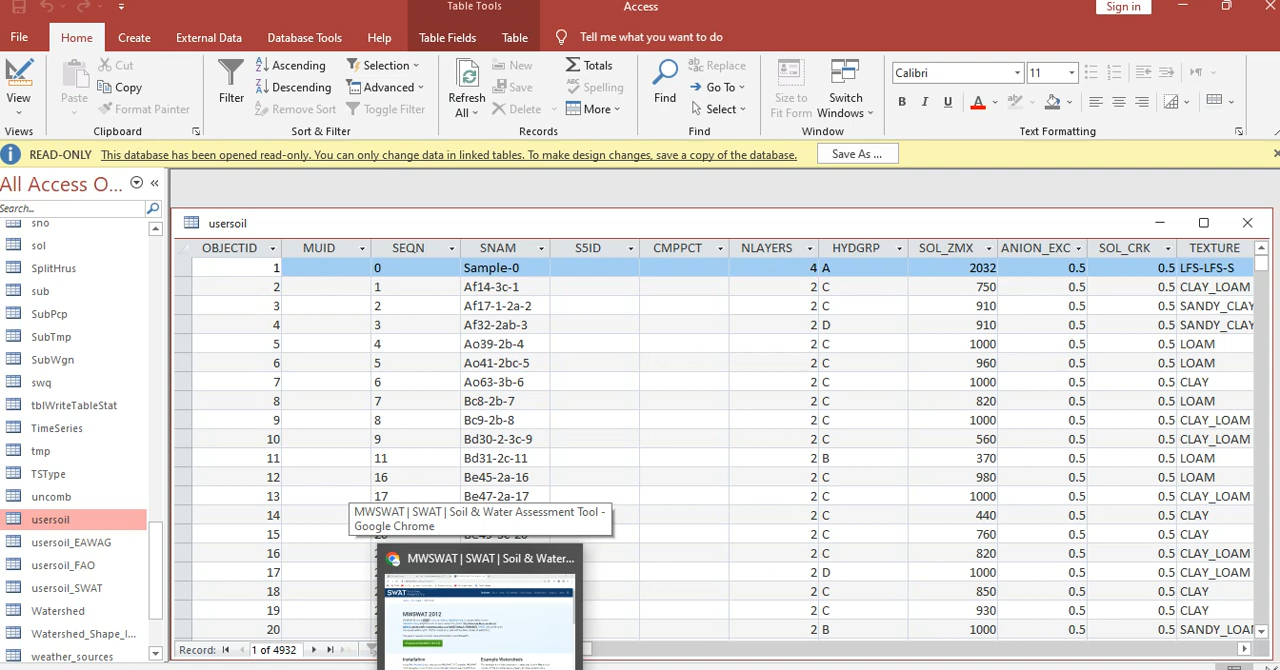 Table Tools
Access
Sign in
File Home Create External Data Database Tools Help Table Fields Table Tell me what you want to do
View
Views
Paste
Cut
Copy
Format Painter
Clipboard
Filter
Ascending
Descending
Remove Sort
Selection
Advanced
Toggle Filter
Sort & Filter
Refresh
All
New
Save
Delete
Totals
Spelling
More
Records
Find
Replace
Go To
Select
Find
Size to
Fit Form
Switch
Windows
Window
Calibri 11
B I U A
Text Formatting
READ-ONLY This database has been opened read-only. You can only change data in linked tables. To make design changes, save a copy of the database. Save As ...
All Access O...
Search...
sno
sol
SplitHrus
sub
SubPcp
SubTmp
SubWgn
swq
tblWriteTableStat
TimeSeries
tmp
TSType
uncomb
usersoil
usersoil_EAWAG
usersoil_FAO
usersoil_SWAT
Watershed
Watershed_Shape_I...
weather_sources
usersoil
OBJECTID MUID SEQN SNAM SSID CMPPCT NLAYERS HYDGRP SOL_ZMX ANION_EXC SOL_CRK TEXTURE
1 0 Sample-0 4 A 2032 0.5 0.5 LFS-LFS-S
2 1 Af14-3c-1 2 C 750 0.5 0.5 CLAY_LOAM
3 2 Af17-1-2a-2 2 C 910 0.5 0.5 SANDY_CLAY
4 3 Af32-2ab-3 2 D 910 0.5 0.5 SANDY_CLAY
5 4 Ao39-2b-4 2 C 1000 0.5 0.5 LOAM
6 5 Ao41-2bc-5 2 C 960 0.5 0.5 LOAM
7 6 Ao63-3b-6 2 C 1000 0.5 0.5 CLAY
8 7 Bc8-2b-7 2 C 820 0.5 0.5 LOAM
9 8 Bc9-2b-8 2 C 1000 0.5 0.5 CLAY_LOAM
10 9 Bd30-2-3c-9 2 C 560 0.5 0.5 CLAY_LOAM
11 11 Bd31-2c-11 2 B 370 0.5 0.5 LOAM
12 16 Be45-2a-16 2 C 980 0.5 0.5 LOAM
13 17 Be47-2a-17 2 C 1000 0.5 0.5 CLAY_LOAM
14 2 C 440 0.5 0.5 CLAY
15 2 C 760 0.5 0.5 CLAY
16 2 C 820 0.5 0.5 CLAY_LOAM
17 2 D 1000 0.5 0.5 CLAY_LOAM
18 2 C 850 0.5 0.5 CLAY
19 2 C 930 0.5 0.5 CLAY
20 2 B 1000 0.5 0.5 SANDY_LOA
MWSWAT | SWAT | Soil & Water Assessment Tool -
Google Chrome
MWSWAT | SWAT | Soil & Water...
SWAT
MWSWAT 2012
Installation Example Watersheds
Record: 1 of 4932